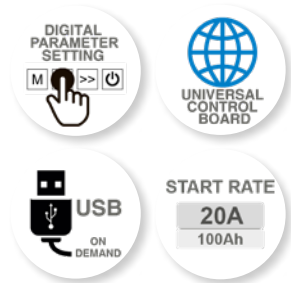 DIGITAL
PARAMETER
SETTING
M >>
UNIVERSAL
CONTROL
BOARD
USB
ON
DEMAND
START RATE
20A
100Ah